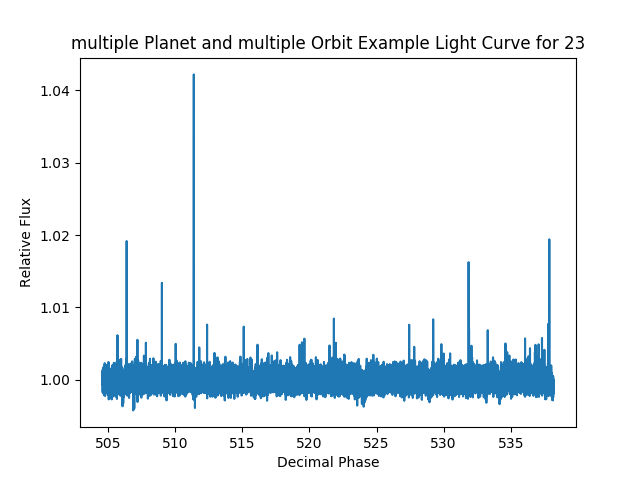 multiple Planet and multiple Orbit Example Light Curve for 23
1.04
1.03
1.02
1.01
1.00
Relative Flux
505 510 515 520 525 530 535
Decimal Phase